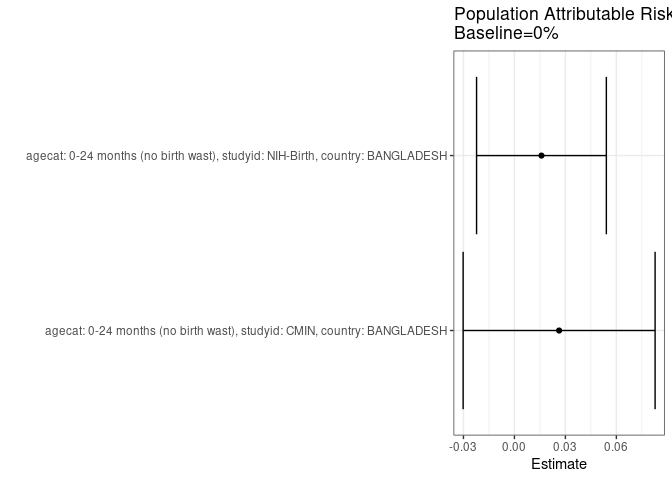 Population Attributable Risk
Baseline=0%
agecat: 0-24 months (no birth wast), studyid: NIH-Birth, country: BANGLADESH
agecat: 0-24 months (no birth wast), studyid: CMIN, country: BANGLADESH
-0.03 0.00 0.03 0.06
Estimate